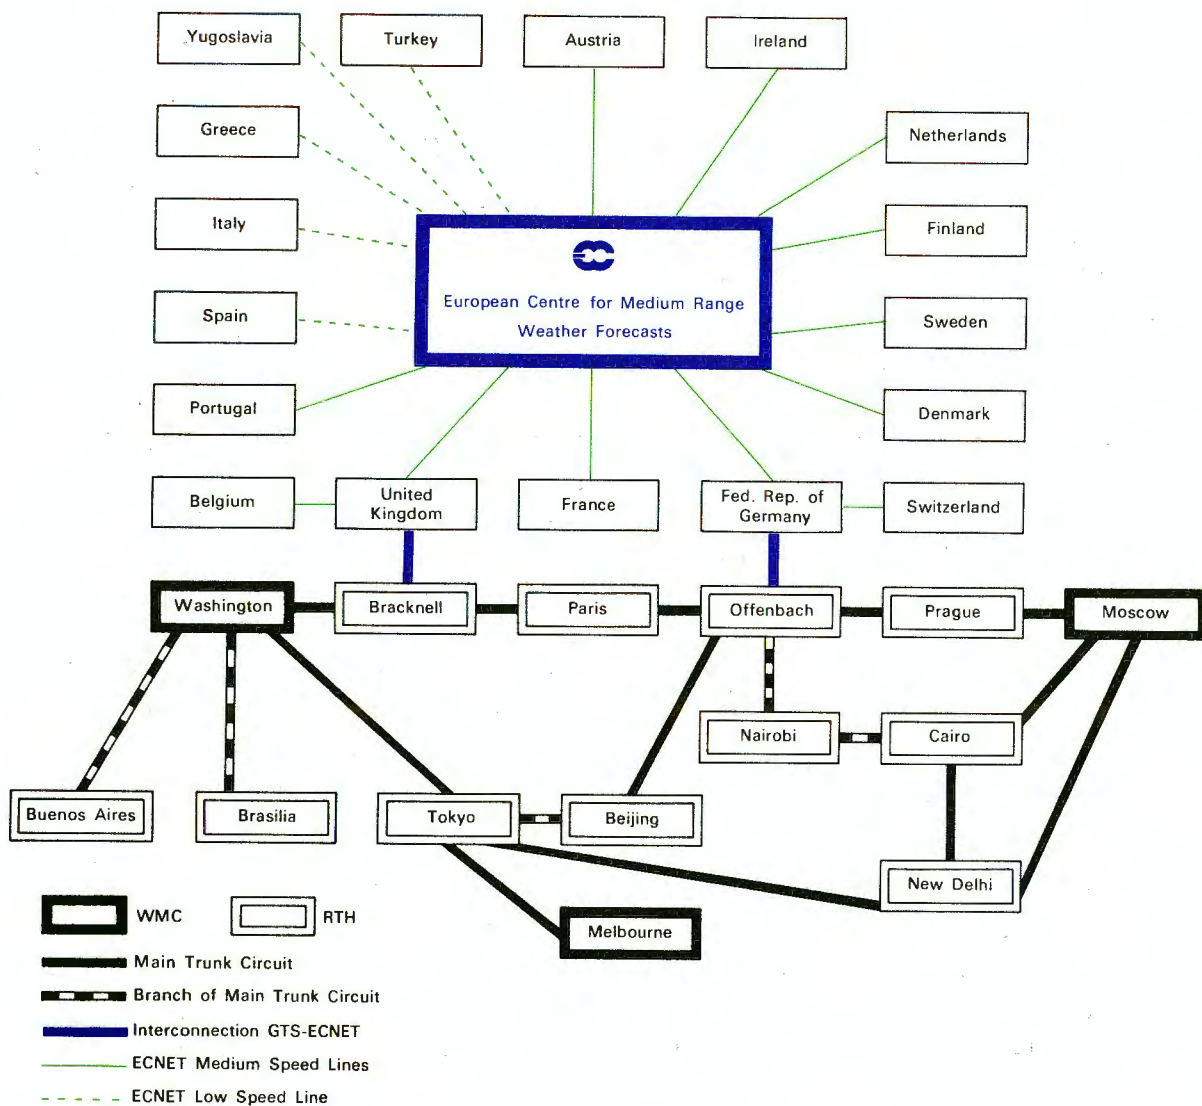 Yugoslavia
Turkey
Austria
Ireland
Greece
Netherlands
Italy
Finland
European Centre for Medium Range
Weather Forecasts
Spain
Sweden
Portugal
Denmark
Belgium
United
Kingdom
France
Fed. Rep. of
Germany
Switzerland
Washington
Bracknell
Paris
Offenbach
Prague
Moscow
Nairobi
Cairo
Buenos Aires
Brasilia
Tokyo
Beijing
New Delhi
Melbourne
WMC
RTH
Main Trunk Circuit
Branch of Main Trunk Circuit
Interconnection GTS-ECNET
ECNET Medium Speed Lines
ECNET Low Speed Line